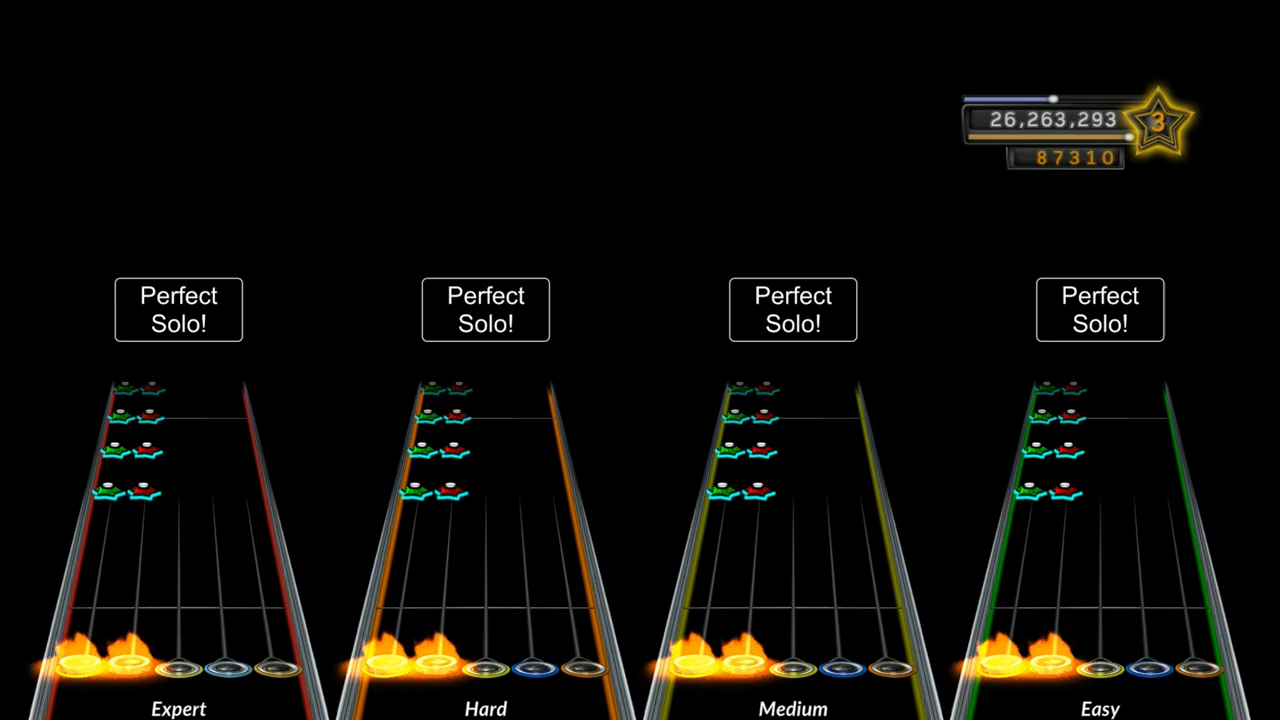 26,263,293
3
87310
Perfect
Solo!
Perfect
Solo!
Perfect
Solo!
Perfect
Solo!
Expert
Hard
Medium
Easy